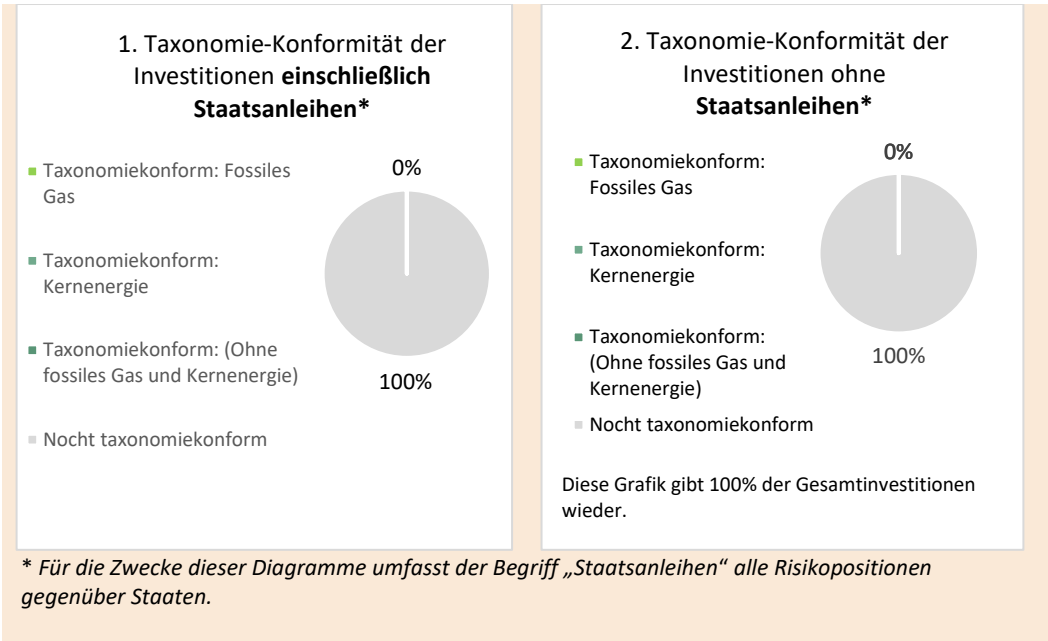 1. Taxonomie-Konformität der
Investitionen einschließlich
Staatsanleihen*
Taxonomiekonform: Fossiles
Gas
Taxonomiekonform:
Kernenergie
Taxonomiekonform: (Ohne
fossiles Gas und Kernenergie)
Nocht taxonomiekonform
0%
100%
2. Taxonomie-Konformität der
Investitionen ohne
Staatsanleihen*
Taxonomiekonform:
Fossiles Gas
Taxonomiekonform:
Kernenergie
Taxonomiekonform:
(Ohne fossiles Gas und
Kernenergie)
Nocht taxonomiekonform
0%
100%
Diese Grafik gibt 100% der Gesamtinvestitionen
wieder.
* Für die Zwecke dieser Diagramme umfasst der Begriff „Staatsanleihen“ alle Risikopositionen
gegenüber Staaten.